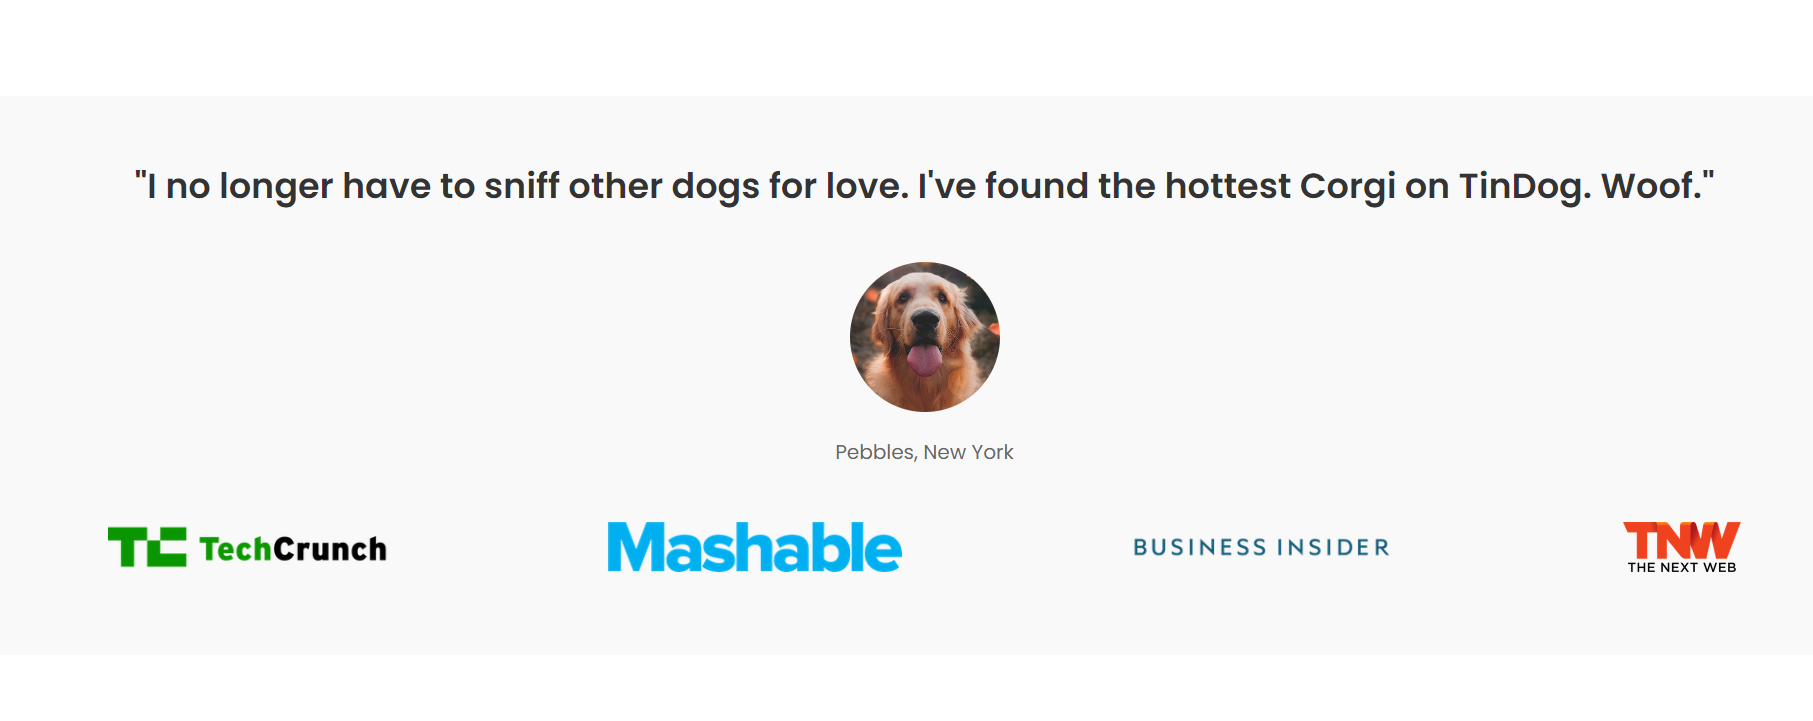 "I no longer have to sniff other dogs for love. I've found the hottest Corgi on TinDog. Woof."
Pebbles, New York
TC TechCrunch
Mashable
BUSINESS INSIDER
TNW
THE NEXT WEB